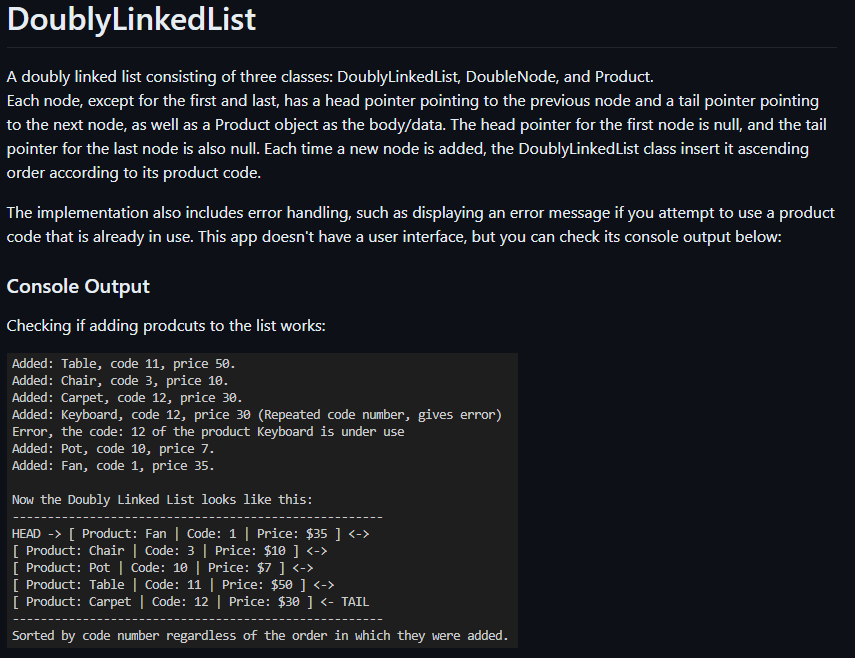 DoublyLinkedList
A doubly linked list consisting of three classes: DoublyLinkedList, DoubleNode, and Product.
Each node, except for the first and last, has a head pointer pointing to the previous node and a tail pointer pointing
to the next node, as well as a Product object as the body/data. The head pointer for the first node is null, and the tail
pointer for the last node is also null. Each time a new node is added, the DoublyLinkedList class insert it ascending
order according to its product code.
The implementation also includes error handling, such as displaying an error message if you attempt to use a product
code that is already in use. This app doesn't have a user interface, but you can check its console output below:
Console Output
Checking if adding prodcuts to the list works:
Added: Table, code 11, price 50.
Added: Chair, code 3, price 10.
Added: Carpet, code 12, price 30.
Added: Keyboard, code 12, price 30 (Repeated code number, gives error)
Error, the code: 12 of the product Keyboard is under use
Added: Pot, code 10, price 7.
Added: Fan, code 1, price 35.
Now the Doubly Linked List looks like this:
-----------------------------------------------------
HEAD -> [ Product: Fan | Code: 1 | Price: $35 ] <->
[ Product: Chair | Code: 3 | Price: $10 ] <->
[ Product: Pot | Code: 10 | Price: $7 ] <->
[ Product: Table | Code: 11 | Price: $50 ] <->
[ Product: Carpet | Code: 12 | Price: $30 ] <- TAIL
-----------------------------------------------------
Sorted by code number regardless of the order in which they were added.